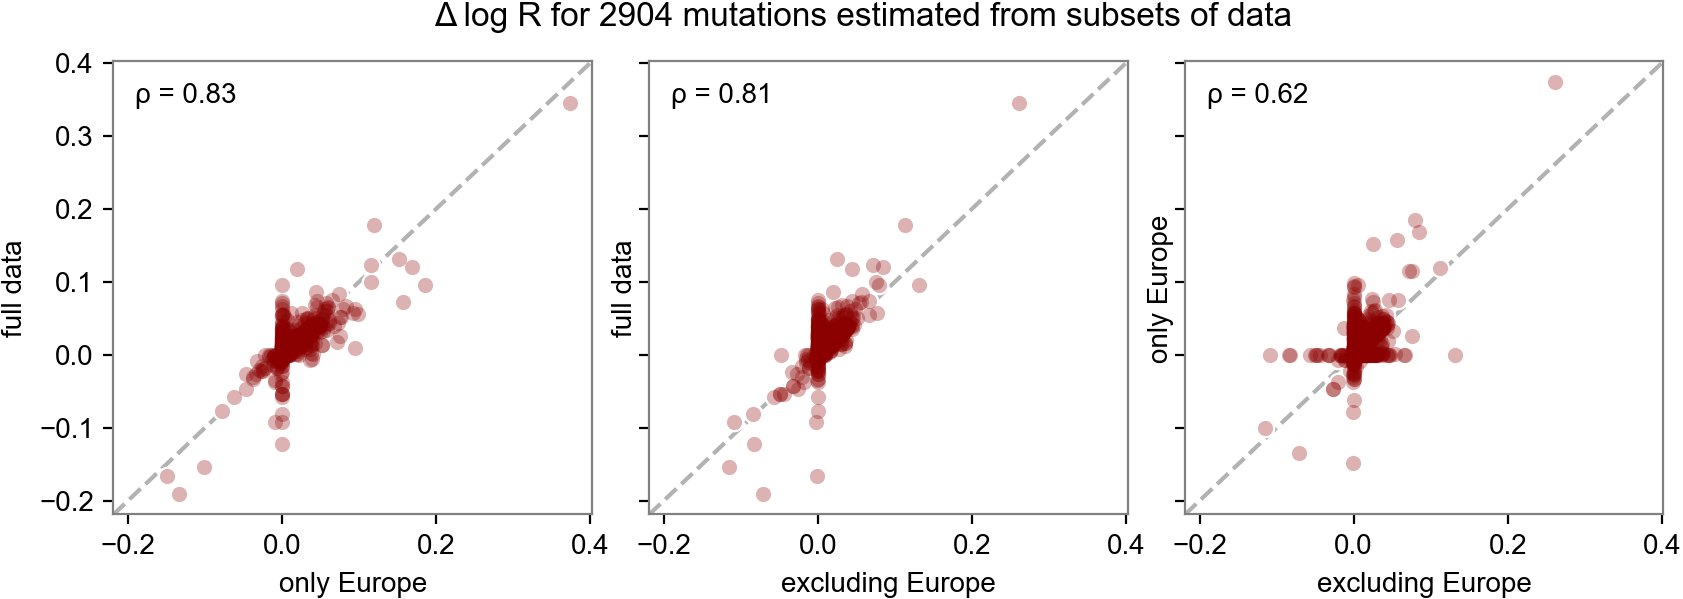 Δ log R for 2904 mutations estimated from subsets of data
ρ = 0.83
0.4
0.3
0.2
0.1
0.0
−0.1
−0.2
full data
−0.2 0.0 0.2 0.4
only Europe
ρ = 0.81
full data
−0.2 0.0 0.2 0.4
excluding Europe
ρ = 0.62
only Europe
−0.2 0.0 0.2 0.4
excluding Europe